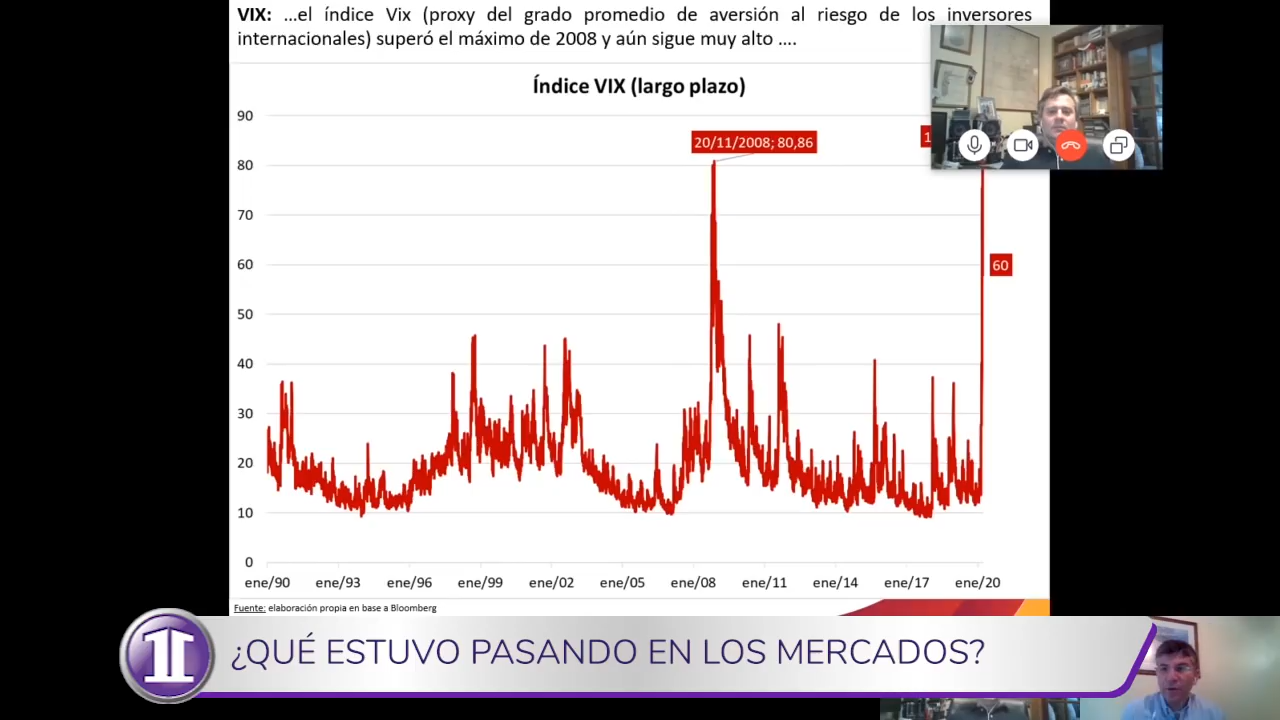 VIX: ...el índice Vix (proxy del grado promedio de aversión al riesgo de los inversores
internacionales) superó el máximo de 2008 y aún sigue muy alto ....
Índice VIX (largo plazo)
90
20/11/2008; 80,86
1
80
70
60
60
50
40
30
20
10
0
ene/90 ene/93 ene/96 ene/99 ene/02 ene/05 ene/08 ene/11 ene/14 ene/17 ene/20
Fuente: elaboración propia en base a Bloomberg
¿QUÉ ESTUVO PASANDO EN LOS MERCADOS?